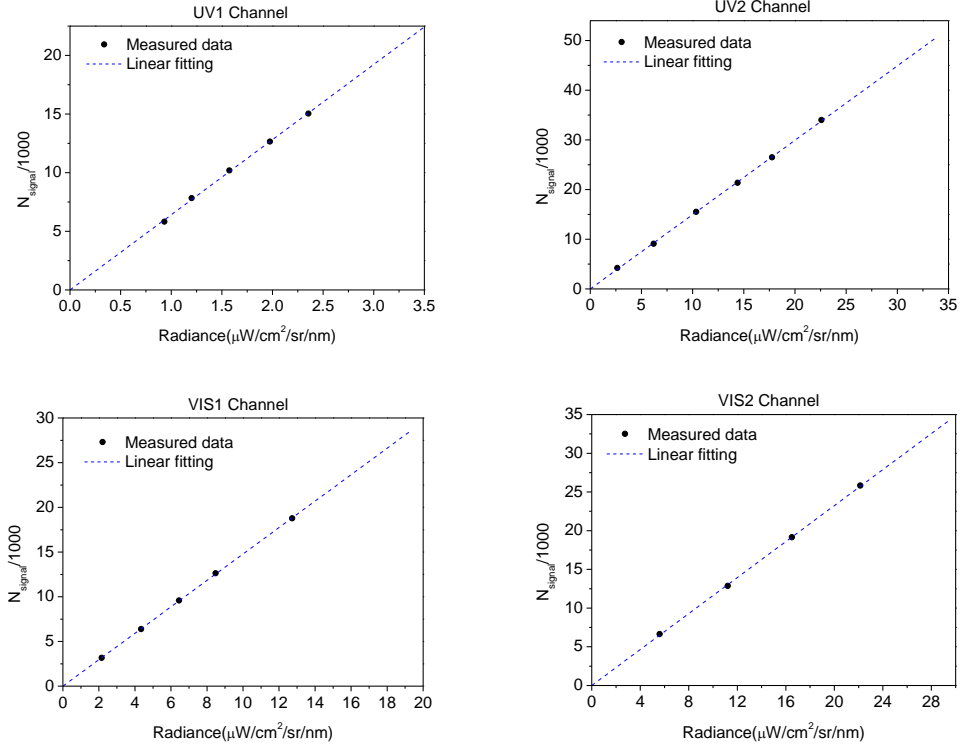 UV1 Channel
Measured data
Linear fitting
20
15
10
5
0
N_signal/1000
0.0 0.5 1.0 1.5 2.0 2.5 3.0 3.5
Radiance(μW/cm²/sr/nm)
UV2 Channel
Measured data
Linear fitting
50
40
30
20
10
0
N_signal/1000
0 5 10 15 20 25 30 35
Radiance(μW/cm²/sr/nm)
VIS1 Channel
Measured data
Linear fitting
30
25
20
15
10
5
0
N_signal/1000
0 2 4 6 8 10 12 14 16 18 20
Radiance(μW/cm²/sr/nm)
VIS2 Channel
Measured data
Linear fitting
35
30
25
20
15
10
5
0
N_signal/1000
0 4 8 12 16 20 24 28
Radiance(μW/cm²/sr/nm)